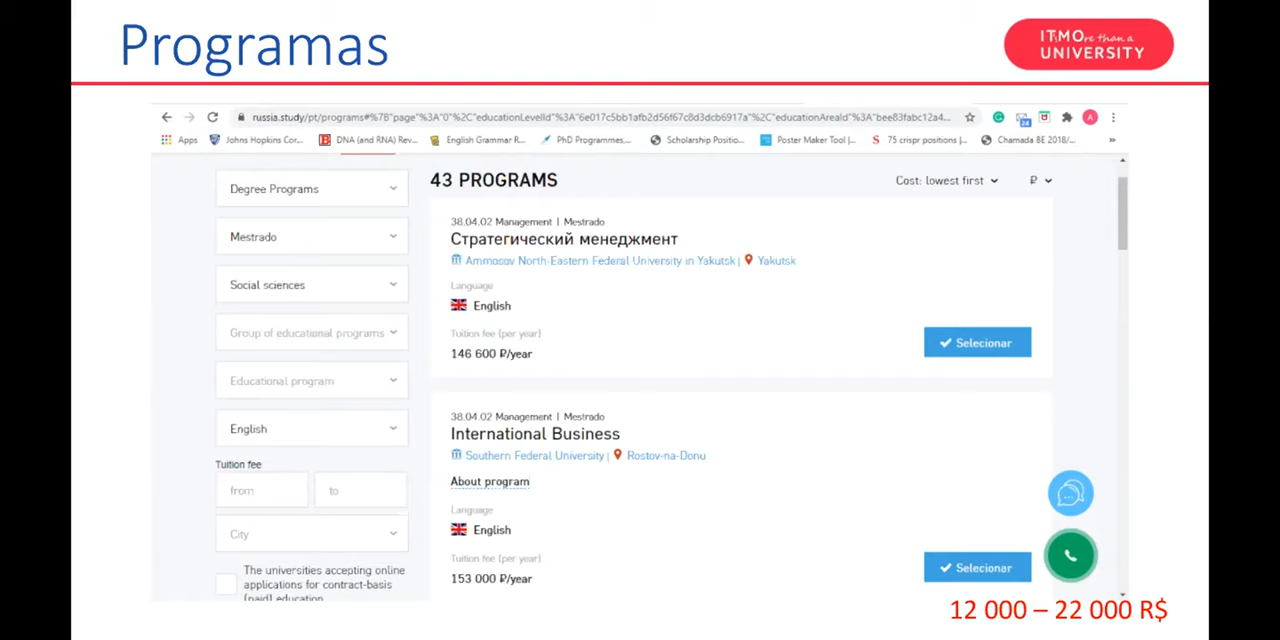 Programas
ITMOre than a
UNIVERSITY
russia.study/pt/programs#%7B"page"%3A"0"%2C"educationLevelId"%3A"6e017c5bb1afb2d56f67c8d3dcb6917a"%2C"educationAreaId"%3A"bee83fabc12a4...
Apps
Johns Hopkins Cor...
DNA (and RNA) Rev...
English Grammar R...
PhD Programmes,...
Scholarship Positio...
Poster Maker Tool |...
75 crispr positions |...
Chamada BE 2018/...
»
Degree Programs
Mestrado
Social sciences
Group of educational programs
Educational program
English
Tuition fee
from
to
City
The universities accepting online
applications for contract-basis
(paid) education
43 PROGRAMS
Cost: lowest first
₽
38.04.02 Management | Mestrado
Стратегический менеджмент
Ammosov North-Eastern Federal University in Yakutsk | Yakutsk
Language
English
Tuition fee (per year)
146 600 ₽/year
Selecionar
38.04.02 Management | Mestrado
International Business
Southern Federal University | Rostov-na-Donu
About program
Language
English
Tuition fee (per year)
153 000 ₽/year
Selecionar
12 000 – 22 000 R$